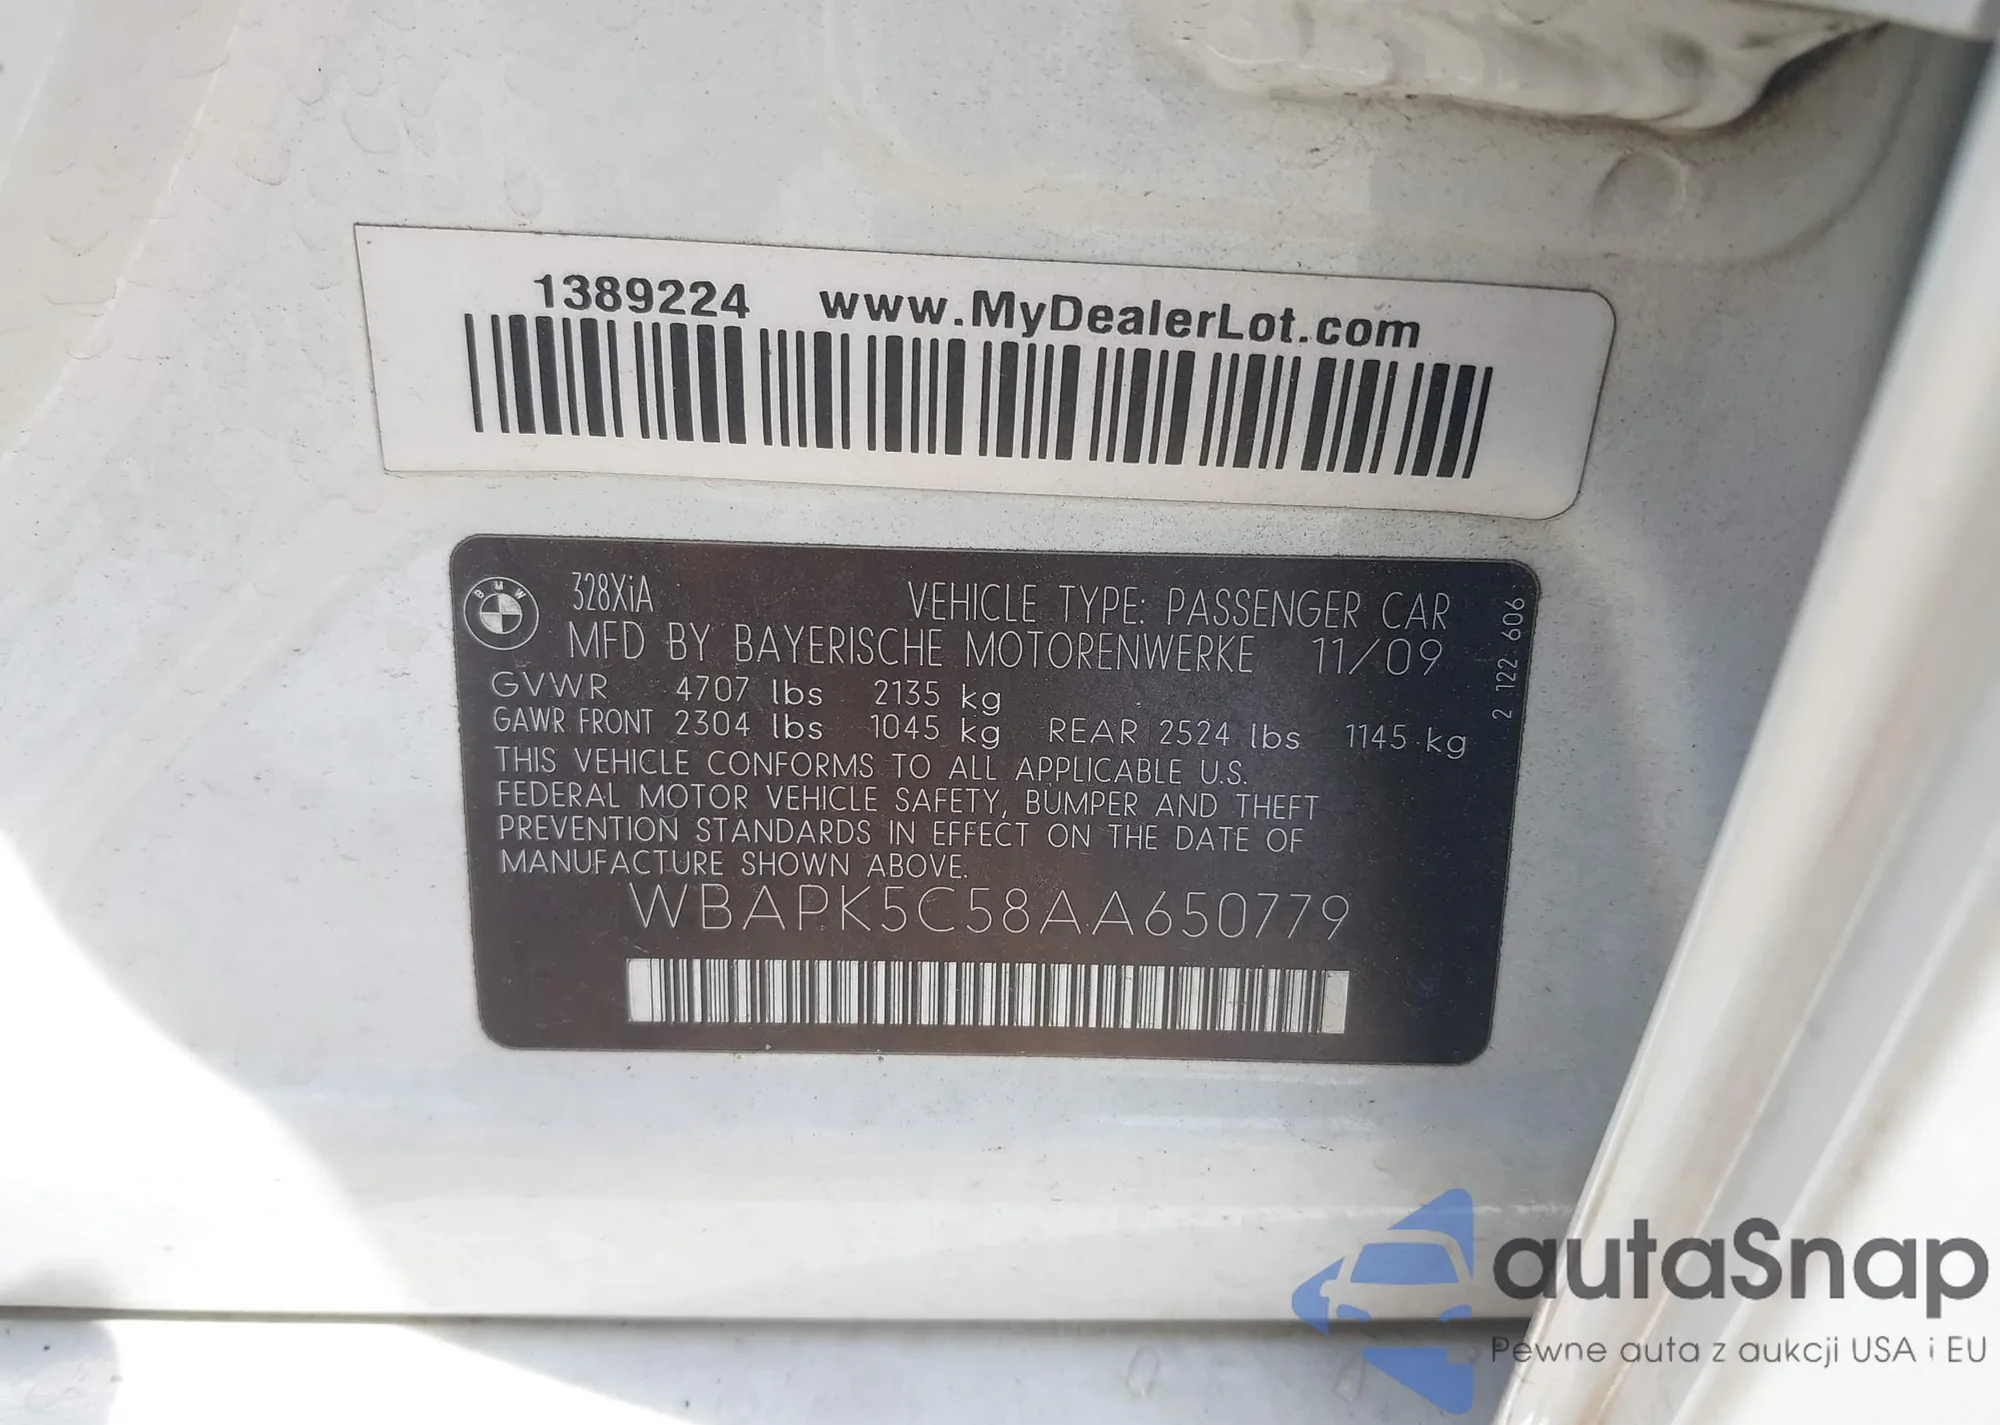 1389224 www.MyDealerLot.com
BMW
328XiA VEHICLE TYPE: PASSENGER CAR
MFD BY BAYERISCHE MOTORENWERKE 11/09
GVWR 4707 lbs 2135 kg
GAWR FRONT 2304 lbs 1045 kg REAR 2524 lbs 1145 kg
THIS VEHICLE CONFORMS TO ALL APPLICABLE U.S.
FEDERAL MOTOR VEHICLE SAFETY, BUMPER AND THEFT
PREVENTION STANDARDS IN EFFECT ON THE DATE OF
MANUFACTURE SHOWN ABOVE.
WBAPK5C58AA650779
2 122 606
autaSnap
Pewne auta z aukcji USA i EU